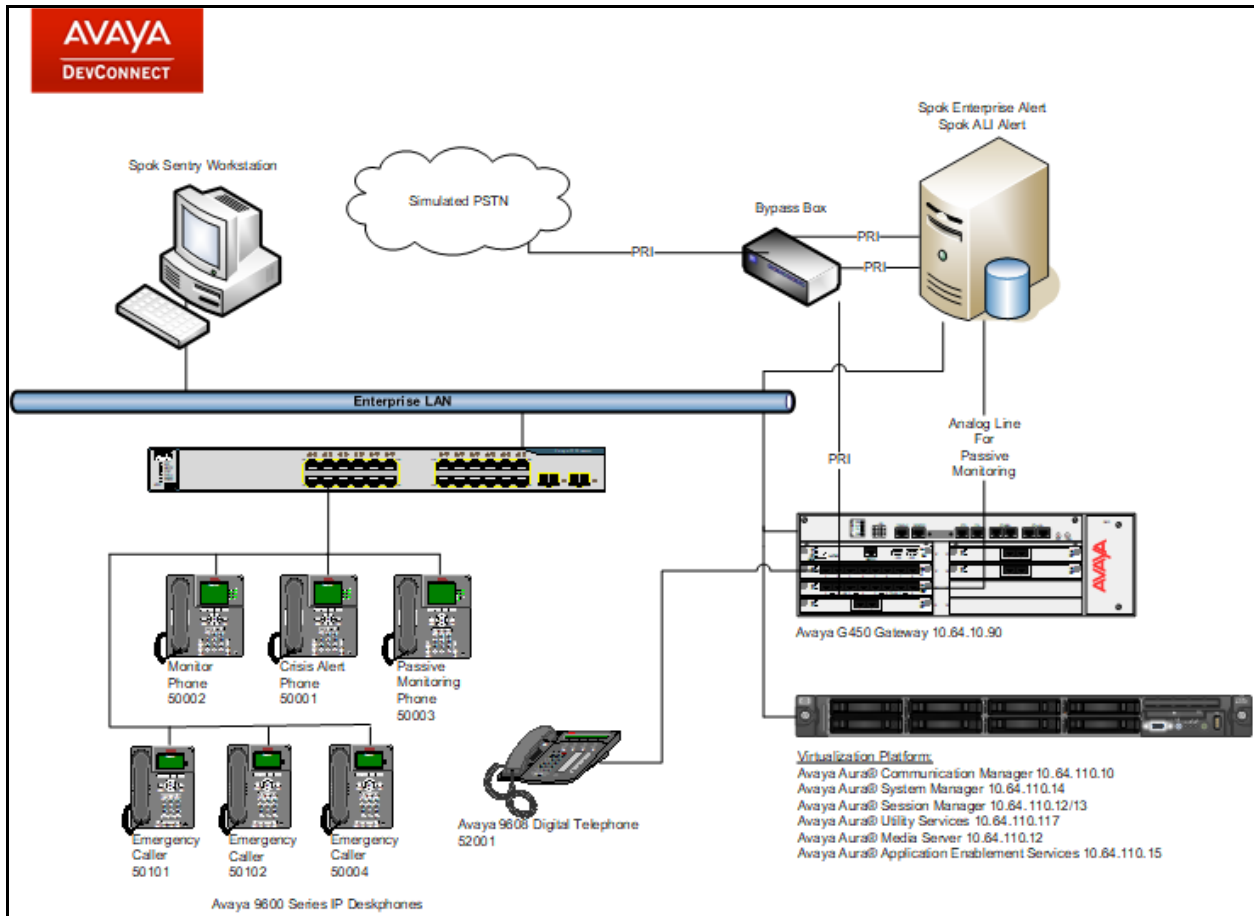 AVAYA
DEVCONNECT
Spok Enterprise Alert
Spok ALI Alert
Spok Sentry Workstation
Simulated PSTN
Bypass Box
PRI
PRI
PRI
Enterprise LAN
Analog Line
For
Passive
Monitoring
PRI
AVAYA
Avaya G450 Gateway 10.64.10.90
Monitor
Phone
50002
Crisis Alert
Phone
50001
Passive
Monitoring
Phone
50003
Emergency
Caller
50101
Emergency
Caller
50102
Emergency
Caller
50004
Avaya 9600 Series IP Deskphones
Avaya 9608 Digital Telephone
52001
Virtualization Platform:
Avaya Aura® Communication Manager 10.64.110.10
Avaya Aura® System Manager 10.64.110.14
Avaya Aura® Session Manager 10.64.110.12/13
Avaya Aura® Utility Services 10.64.110.117
Avaya Aura® Media Server 10.64.110.12
Avaya Aura® Application Enablement Services 10.64.110.15